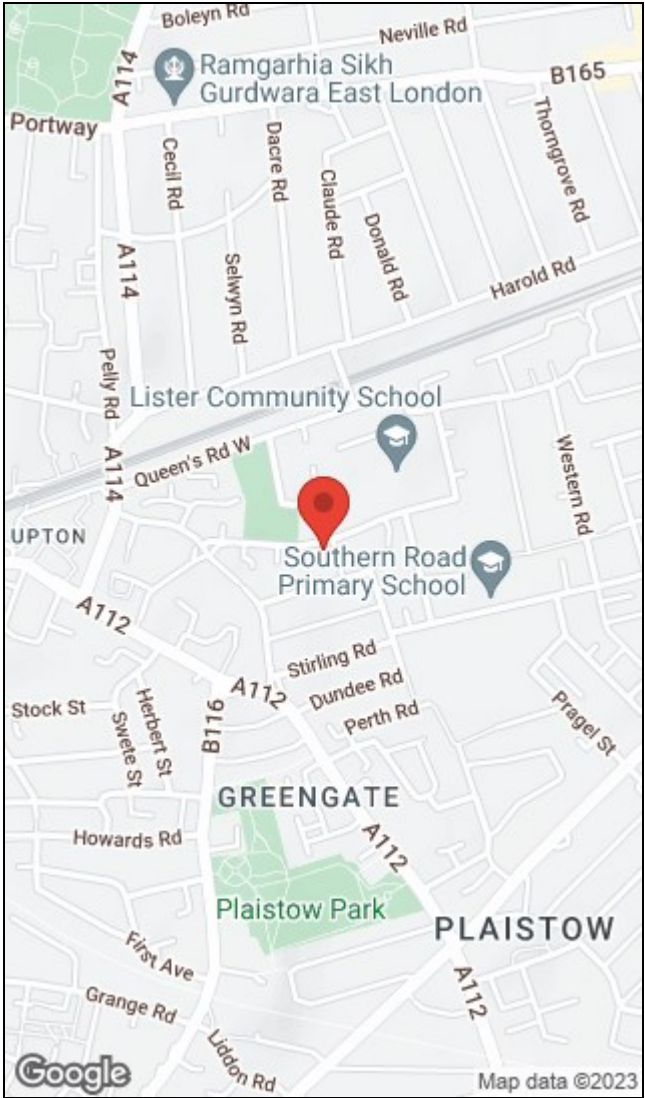 Boleyn Rd
Neville Rd
A114
Ramgarhia Sikh
Gurdwara East London
B165
Portway
Cecil Rd
Dacre Rd
Claude Rd
Thorngrove Rd
Donald Rd
Selwyn Rd
A114
Harold Rd
Pelly Rd
Lister Community School
A114
Queen's Rd W
Western Rd
UPTON
Southern Road
Primary School
A112
Stirling Rd
A112
Dundee Rd
Perth Rd
Stock St
Herbert St
Swete St
B116
Pragel St
GREENGATE
Howards Rd
A112
Plaistow Park
PLAISTOW
First Ave
A112
Grange Rd
Liddon Rd
Google
Map data ©2023